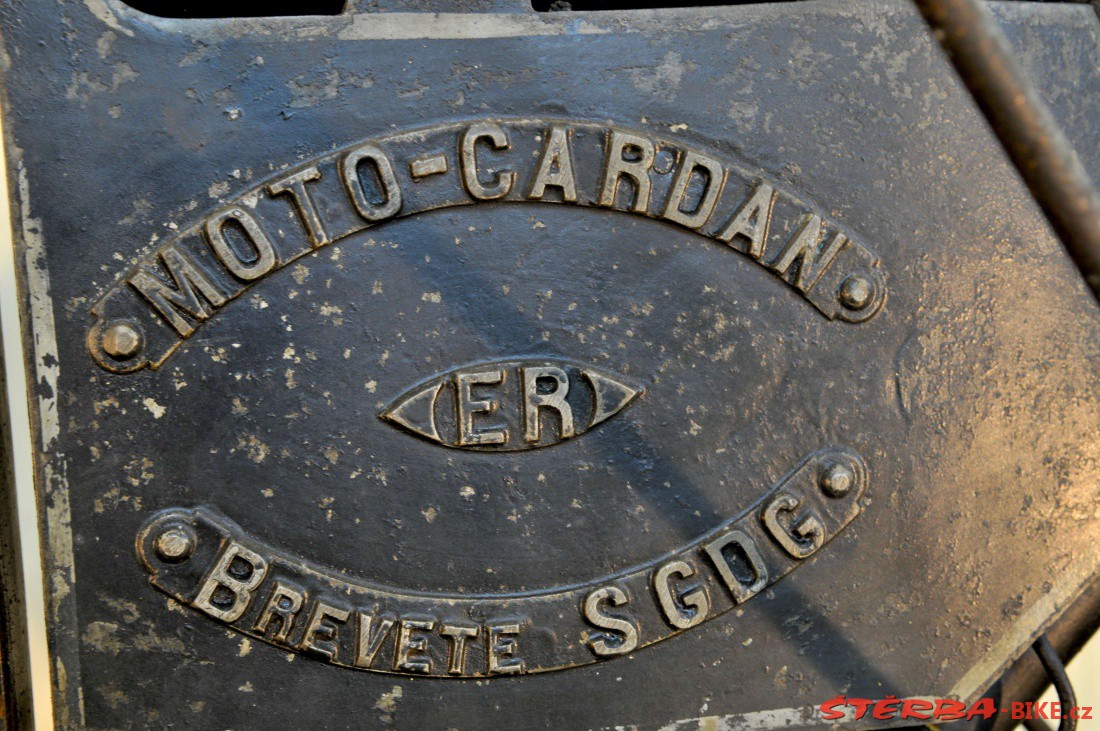 MOTO-CARDAN
ER
BREVETE SGDG
ŠTĚRBA-BIKE.cz